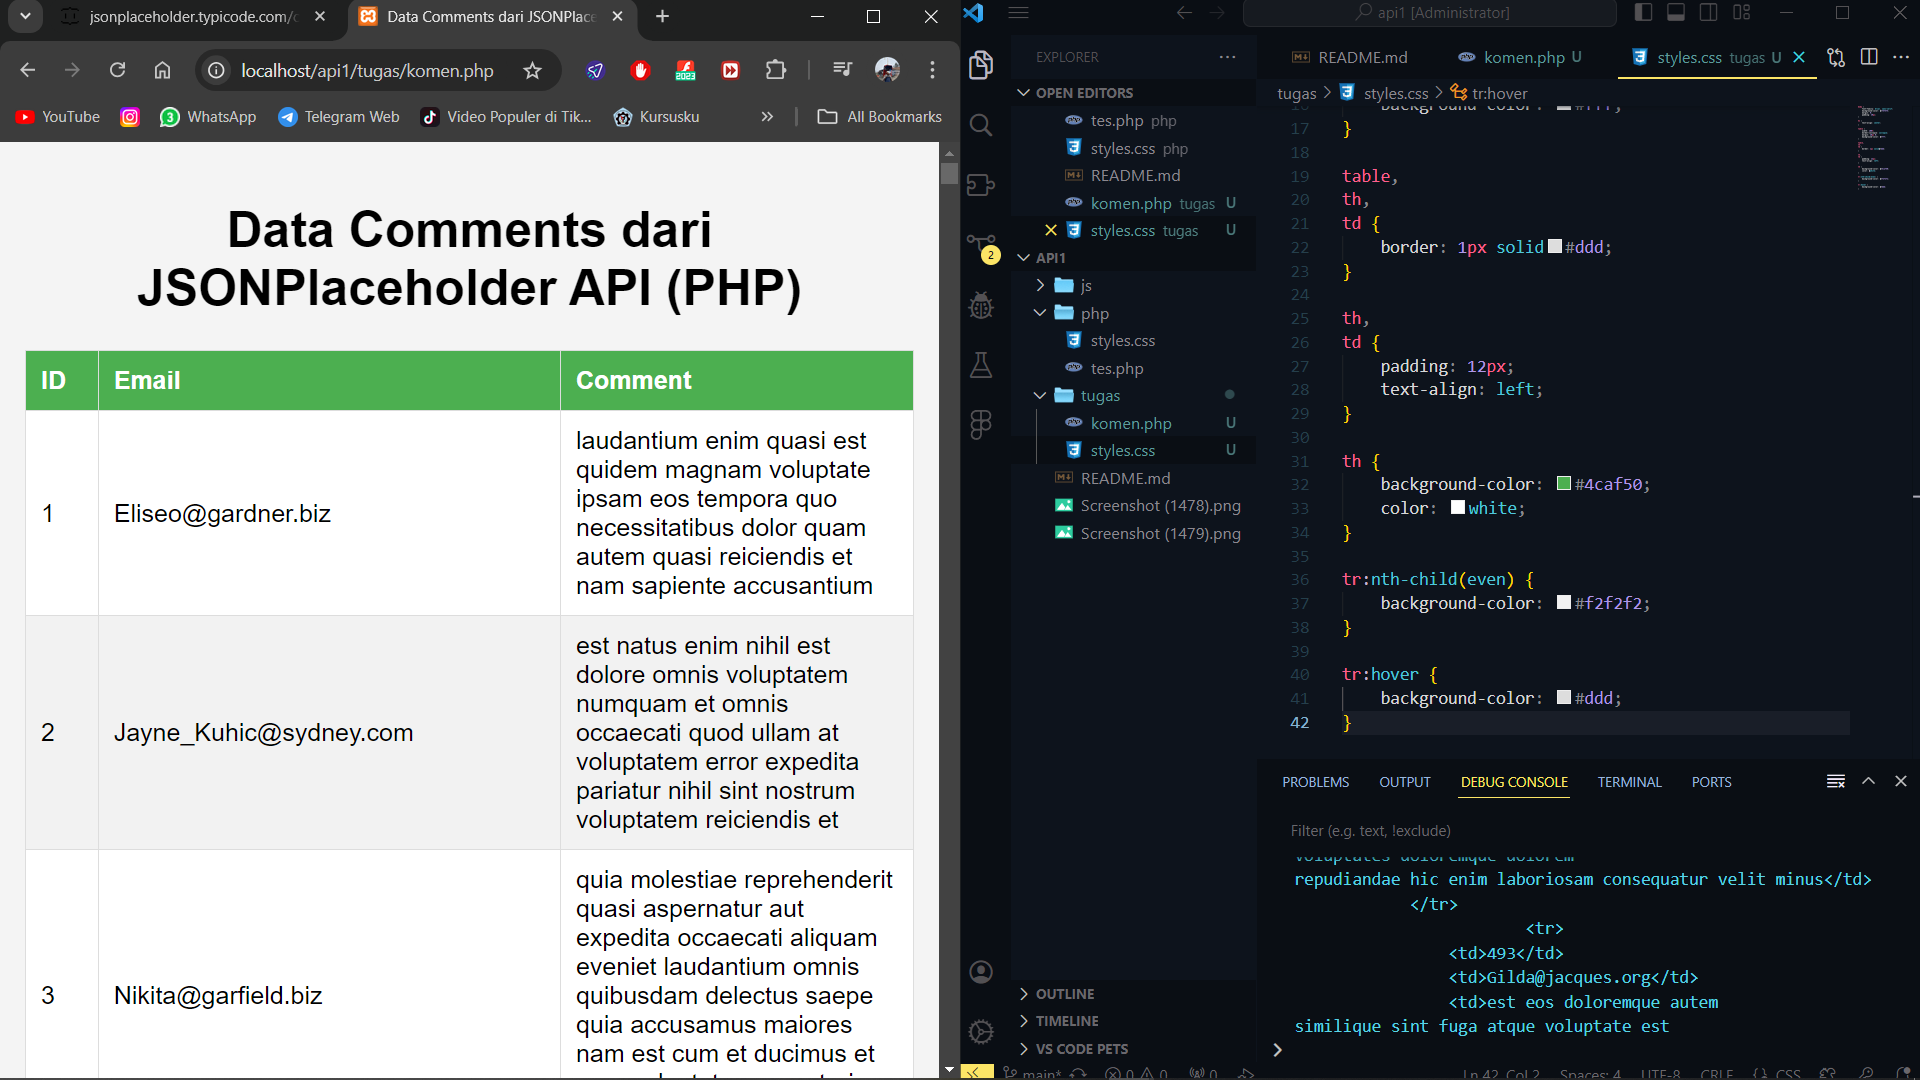 jsonplaceholder.typicode.com/c
Data Comments dari JSONPlace
localhost/api1/tugas/komen.php
YouTube
WhatsApp
Telegram Web
Video Populer di Tik...
Kursusku
All Bookmarks
Data Comments dari
JSONPlaceholder API (PHP)
ID Email Comment
1 Eliseo@gardner.biz
laudantium enim quasi est
quidem magnam voluptate
ipsam eos tempora quo
necessitatibus dolor quam
autem quasi reiciendis et
nam sapiente accusantium
2 Jayne_Kuhic@sydney.com
est natus enim nihil est
dolore omnis voluptatem
numquam et omnis
occaecati quod ullam at
voluptatem error expedita
pariatur nihil sint nostrum
voluptatem reiciendis et
3 Nikita@garfield.biz
quia molestiae reprehenderit
quasi aspernatur aut
expedita occaecati aliquam
eveniet laudantium omnis
quibusdam delectus saepe
quia accusamus maiores
nam est cum et ducimus et
api1 [Administrator]
EXPLORER
OPEN EDITORS
tes.php php
styles.css php
README.md
komen.php tugas U
styles.css tugas U
API1
js
php
styles.css
tes.php
tugas
komen.php U
styles.css U
README.md
Screenshot (1478).png
Screenshot (1479).png
OUTLINE
TIMELINE
VS CODE PETS
2
README.md
komen.php U
styles.css tugas U
tugas > styles.css > tr:hover
16 background-color: #fff;
17 }
18
19 table,
20 th,
21 td {
22 border: 1px solid #ddd;
23 }
24
25 th,
26 td {
27 padding: 12px;
28 text-align: left;
29 }
30
31 th {
32 background-color: #4caf50;
33 color: white;
34 }
35
36 tr:nth-child(even) {
37 background-color: #f2f2f2;
38 }
39
40 tr:hover {
41 background-color: #ddd;
42 }
PROBLEMS OUTPUT DEBUG CONSOLE TERMINAL PORTS
Filter (e.g. text, !exclude)
voluptates doloremque dolorem
repudiandae hic enim laboriosam consequatur velit minus</td>
</tr>
<tr>
<td>493</td>
<td>Gilda@jacques.org</td>
<td>est eos doloremque autem
similique sint fuga atque voluptate est
main* 0 0 0 Ln 42, Col 2 Spaces: 4 UTF-8 CRLF {} CSS